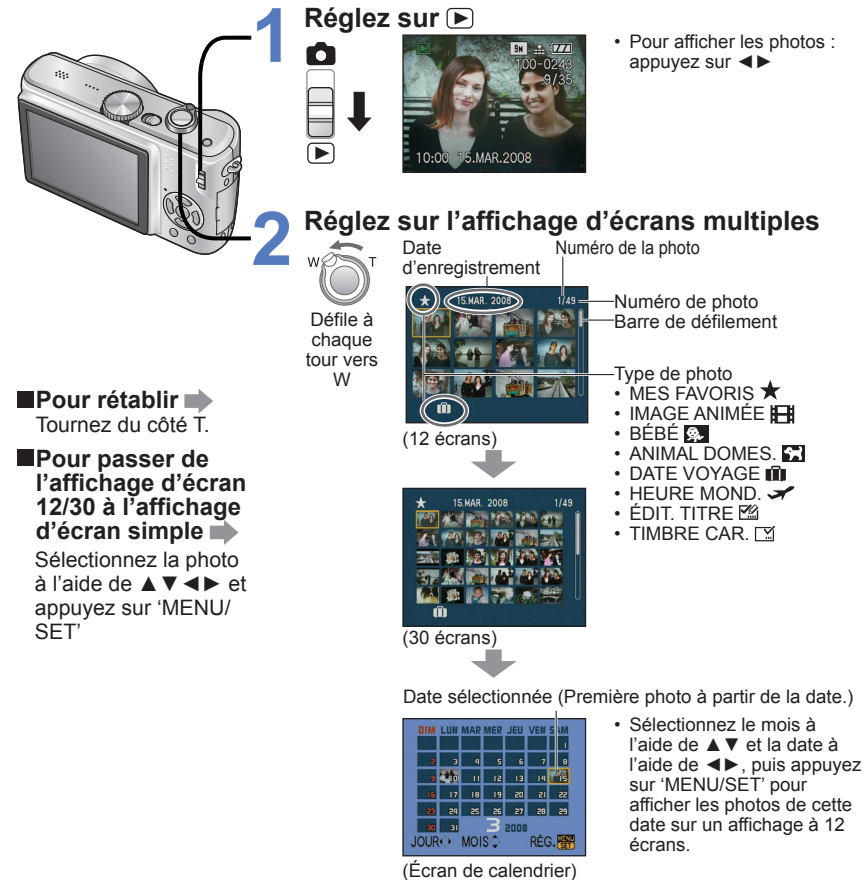 1 Réglez sur ▶
• Pour afficher les photos :
appuyez sur ◄►
9M
100-0243
9/35
10:00 15.MAR.2008
2 Réglez sur l'affichage d'écrans multiples
W T
Défile à
chaque
tour vers
W
Date
d'enregistrement
Numéro de la photo
★ 15.MAR. 2008 1/49
Numéro de photo
Barre de défilement
Type de photo
• MES FAVORIS ★
• IMAGE ANIMÉE
• BÉBÉ
• ANIMAL DOMES.
• DATE VOYAGE
• HEURE MOND.
• ÉDIT. TITRE
• TIMBRE CAR.
(12 écrans)
■Pour rétablir
Tournez du côté T.
■Pour passer de
l'affichage d'écran
12/30 à l'affichage
d'écran simple
Sélectionnez la photo
à l'aide de ▲▼◄► et
appuyez sur 'MENU/
SET'
★ 15.MAR. 2008 1/49
(30 écrans)
Date sélectionnée (Première photo à partir de la date.)
DIM LUN MAR MER JEU VEN SAM
1
2 3 4 5 6 7 8
9 10 11 12 13 14 15
16 17 18 19 20 21 22
23 24 25 26 27 28 29
30 31 3 2008
JOUR MOIS RÉG. MENU SET
(Écran de calendrier)
• Sélectionnez le mois à
l'aide de ▲▼ et la date à
l'aide de ◄►, puis appuyez
sur 'MENU/SET' pour
afficher les photos de cette
date sur un affichage à 12
écrans.